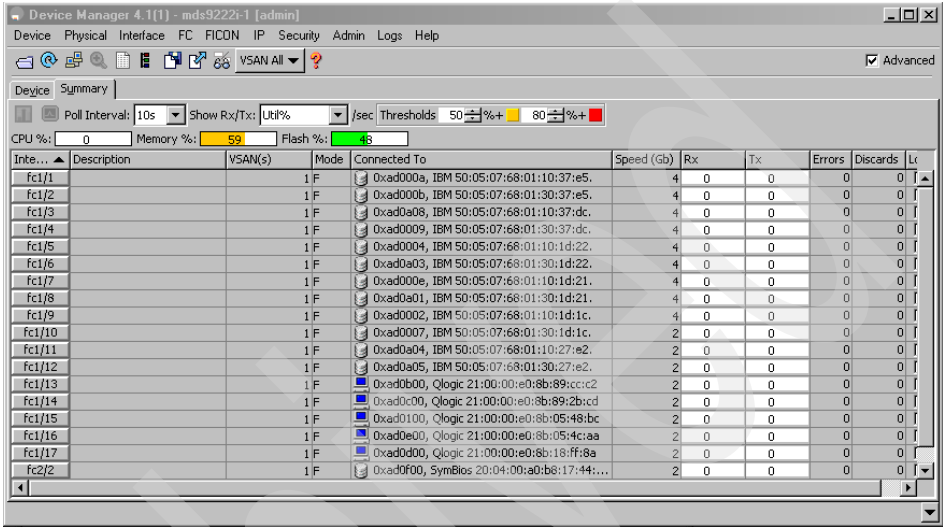 Device Manager 4.1(1) - mds9222i-1 [admin]
Device Physical Interface FC FICON IP Security Admin Logs Help
VSAN All Advanced
Device Summary
Poll Interval: 10s Show Rx/Tx: Util% /sec Thresholds 50 %+ 80 %+
CPU %: 0 Memory %: 59 Flash %: 48
Inte... Description VSAN(s) Mode Connected To Speed (Gb) Rx Tx Errors Discards
fc1/1 1 F 0xad000a, IBM 50:05:07:68:01:10:37:e5. 4 0 0 0 0
fc1/2 1 F 0xad000b, IBM 50:05:07:68:01:30:37:e5. 4 0 0 0 0
fc1/3 1 F 0xad0a08, IBM 50:05:07:68:01:10:37:dc. 4 0 0 0 0
fc1/4 1 F 0xad0009, IBM 50:05:07:68:01:30:37:dc. 4 0 0 0 0
fc1/5 1 F 0xad0004, IBM 50:05:07:68:01:10:1d:22. 4 0 0 0 0
fc1/6 1 F 0xad0a03, IBM 50:05:07:68:01:30:1d:22. 4 0 0 0 0
fc1/7 1 F 0xad000e, IBM 50:05:07:68:01:10:1d:21. 4 0 0 0 0
fc1/8 1 F 0xad0a01, IBM 50:05:07:68:01:30:1d:21. 4 0 0 0 0
fc1/9 1 F 0xad0002, IBM 50:05:07:68:01:10:1d:1c. 4 0 0 0 0
fc1/10 1 F 0xad0007, IBM 50:05:07:68:01:30:1d:1c. 2 0 0 0 0
fc1/11 1 F 0xad0a04, IBM 50:05:07:68:01:10:27:e2. 2 0 0 0 0
fc1/12 1 F 0xad0a05, IBM 50:05:07:68:01:30:27:e2. 2 0 0 0 0
fc1/13 1 F 0xad0b00, Qlogic 21:00:00:e0:8b:89:cc:c2 2 0 0 0 0
fc1/14 1 F 0xad0c00, Qlogic 21:00:00:e0:8b:89:2b:cd 2 0 0 0 0
fc1/15 1 F 0xad0100, Qlogic 21:00:00:e0:8b:05:48:bc 2 0 0 0 0
fc1/16 1 F 0xad0e00, Qlogic 21:00:00:e0:8b:05:4c:aa 2 0 0 0 0
fc1/17 1 F 0xad0d00, Qlogic 21:00:00:e0:8b:18:ff:8a 2 0 0 0 0
fc2/2 1 F 0xad0f00, SymBios 20:04:00:a0:b8:17:44:... 2 0 0 0 0